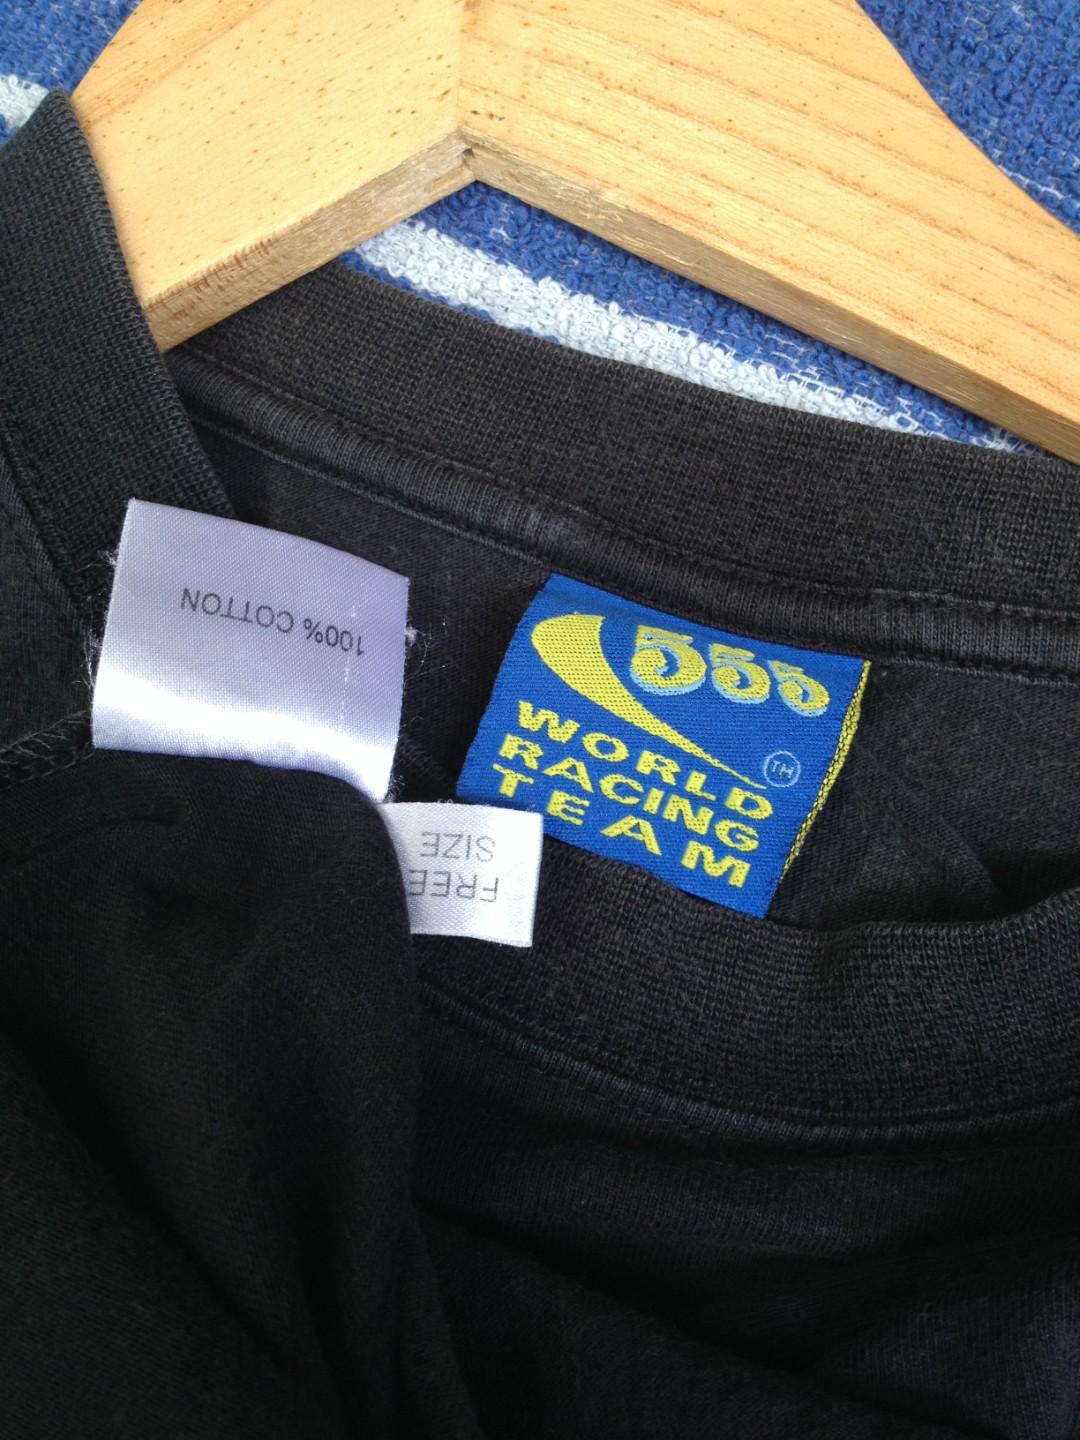 100% COTTON
555
WORLD
RACING
TEAM
TM
FREE
SIZE